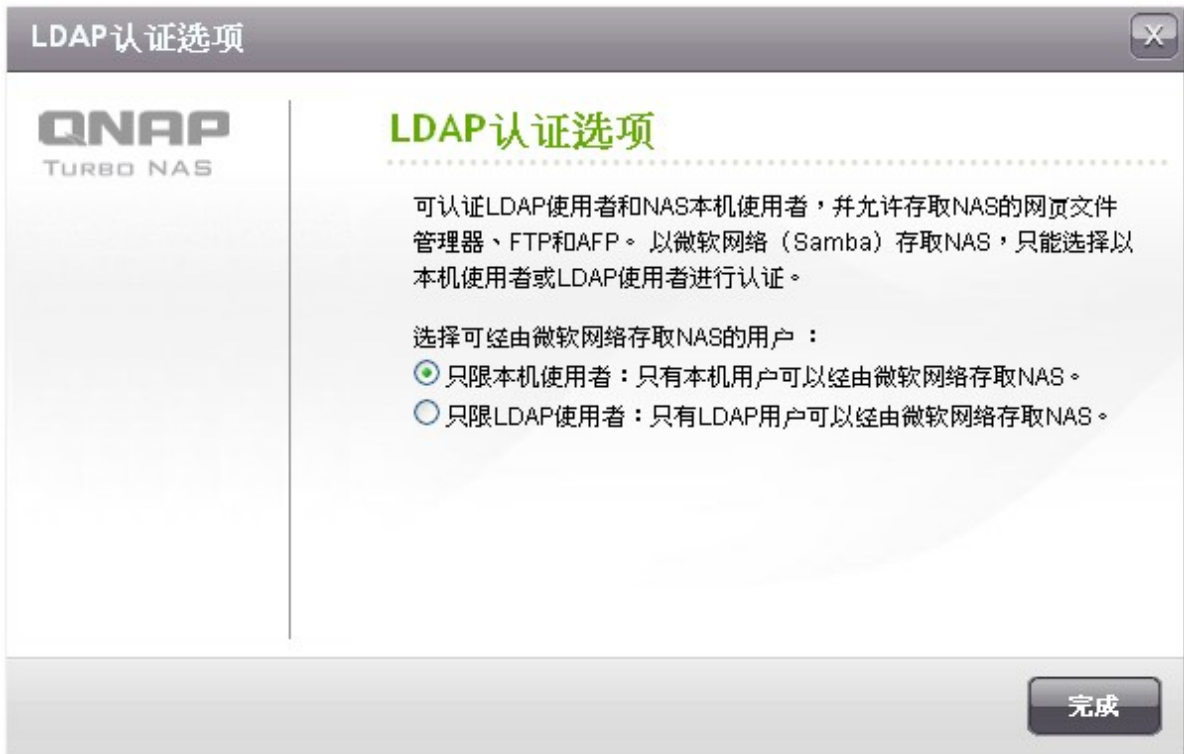 LDAP认证选项
X
QNAP
TURBO NAS
LDAP认证选项
可认证LDAP使用者和NAS本机使用者，并允许存取NAS的网页文件
管理器、FTP和AFP。 以微软网络（Samba）存取NAS，只能选择以
本机使用者或LDAP使用者进行认证。
选择可经由微软网络存取NAS的用户：
只限本机使用者：只有本机用户可以经由微软网络存取NAS。
只限LDAP使用者：只有LDAP用户可以经由微软网络存取NAS。
完成